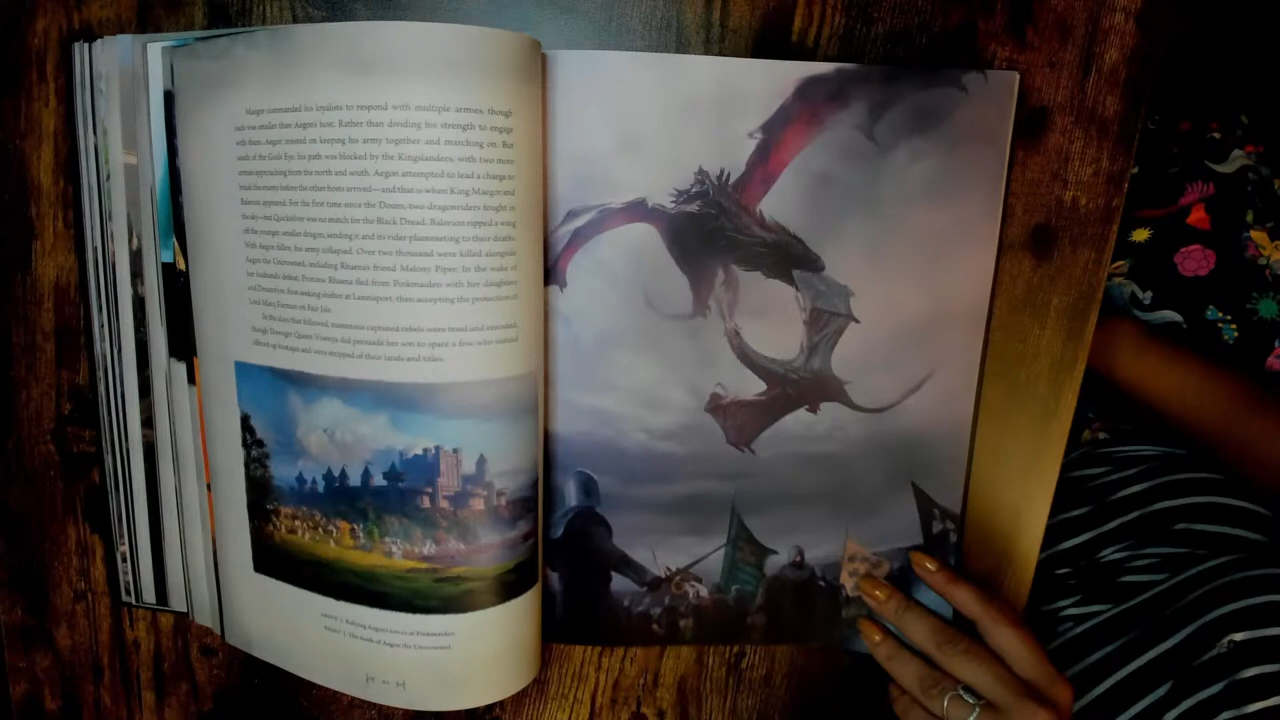 Maegor commanded his loyalists to respond with multiple armies, though
each was smaller than Aegon's host. Rather than dividing his strength to engage
with them, Aegon insisted on keeping his army together and marching on. But
south of the Gods Eye, his path was blocked by the Kingslanders, with two more
armies approaching from the north and south. Aegon attempted to lead a charge to
break the enemy before the other hosts arrived—and that is when King Maegor and
Balerion appeared. For the first time since the Doom, two dragonriders fought in
the sky—but Quicksilver was no match for the Black Dread. Balerion ripped a wing
off the younger, smaller dragon, sending it and its rider plummeting to their deaths.
With Aegon fallen, his army collapsed. Over two thousand were killed alongside
Aegon the Uncrowned, including Rhaena's friend Melony Piper. In the wake of
her husband's defeat, Princess Rhaena fled from Pinkmaiden with her daughters
and Dreamfyre, first seeking shelter at Lannisport, then accepting the protection of
Lord Marq Farman on Fair Isle.
In the days that followed, numerous captured rebels were tried and executed,
though Dowager Queen Visenya did persuade her son to spare a few, who instead
offered up hostages and were stripped of their lands and titles.
| Rallying Aegon's forces at Pinkmaiden.
RIGHT | The death of Aegon the Uncrowned.